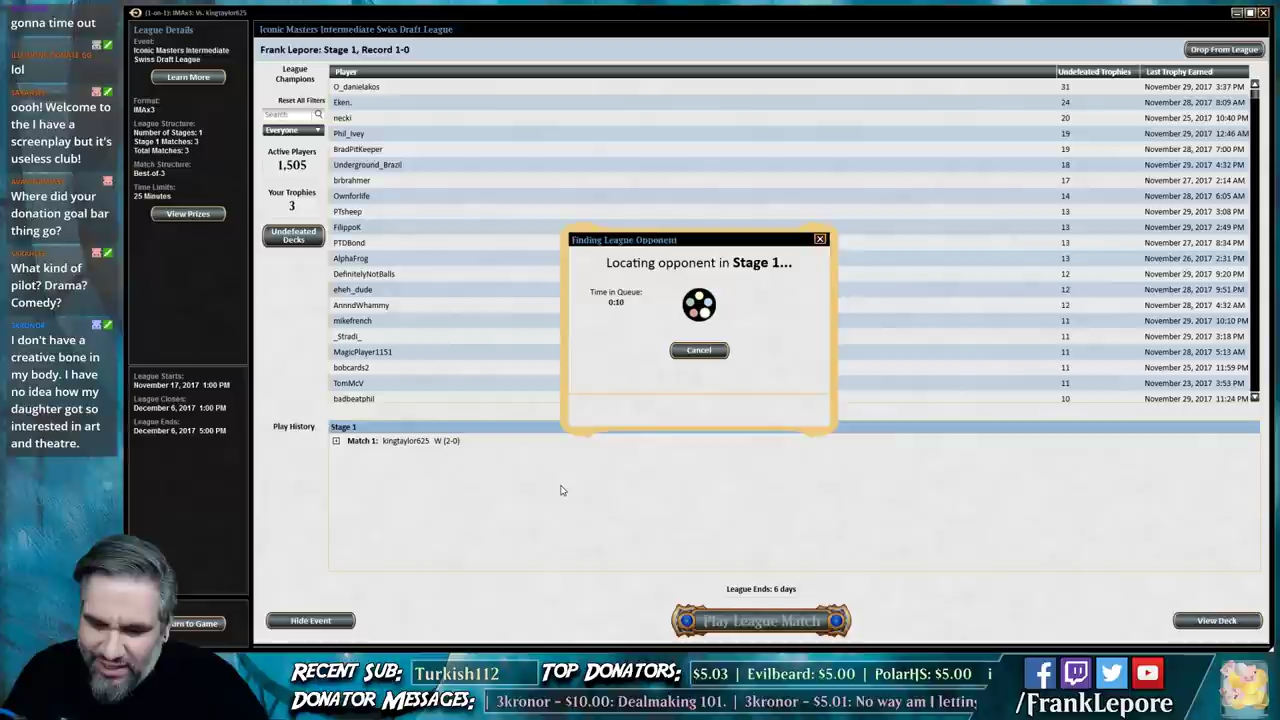 gonna time out
lol
oooh! Welcome to
the I have a
screenplay but it's
useless club!
Where did your
donation goal bar
thing go?
What kind of
pilot? Drama?
Comedy?
I don't have a
creative bone in
my body. I have
no idea how my
daughter got so
interested in art
and theatre.
(1-on-1): IMAx3: Vs. kingtaylor625
League Details
Event:
Iconic Masters Intermediate
Swiss Draft League
Learn More
Format:
IMAx3
League Structure:
Number of Stages: 1
Stage 1 Matches: 3
Total Matches: 3
Match Structure:
Best-of-3
Time Limits:
25 Minutes
View Prizes
League Starts:
November 17, 2017 1:00 PM
League Closes:
December 6, 2017 1:00 PM
League Ends:
December 6, 2017 5:00 PM
Iconic Masters Intermediate Swiss Draft League
Frank Lepore: Stage 1, Record 1-0
Drop From League
League
Champions
Reset All Filters
Search
Everyone
Active Players
1,505
Your Trophies
3
Undefeated
Decks
Player Undefeated Trophies Last Trophy Earned
O_danielakos 31 November 29, 2017 3:37 PM
Eken. 24 November 28, 2017 8:09 AM
necki 20 November 25, 2017 10:40 PM
Phil_Ivey 19 November 29, 2017 12:46 AM
BradPitKeeper 19 November 28, 2017 7:00 PM
Underground_Brazil 18 November 29, 2017 4:32 PM
brbrahmer 17 November 27, 2017 2:14 AM
Ownforlife 14 November 28, 2017 6:05 AM
PTsheep 13 November 29, 2017 3:08 PM
FilippoK 13 November 29, 2017 2:49 PM
PTDBond 13 November 27, 2017 8:34 PM
AlphaFrog 13 November 26, 2017 2:31 PM
DefinitelyNotBalls 12 November 29, 2017 9:20 PM
eheh_dude 12 November 28, 2017 9:51 PM
AnnndWhammy 12 November 28, 2017 4:32 AM
mikefrench 11 November 29, 2017 10:10 PM
_Stradi_ 11 November 29, 2017 3:18 PM
MagicPlayer1151 11 November 28, 2017 5:13 AM
bobcards2 11 November 25, 2017 11:59 PM
TomMcV 11 November 23, 2017 3:53 PM
badbeatphil 10 November 29, 2017 11:24 PM
Finding League Opponent
Locating opponent in Stage 1...
Time in Queue:
0:10
Cancel
Play History
Stage 1
Match 1: kingtaylor625 W (2-0)
League Ends: 6 days
Hide Event
Play League Match
View Deck
rn to Game
RECENT SUB: Turkish112 TOP DONATORS: $5.03 | Evilbeard: $5.00 | PolarHS: $5.00
DONATOR MESSAGES: | 3kronor - $10.00: Dealmaking 101. | 3kronor - $5.01: No way am I letting
/FrankLepore